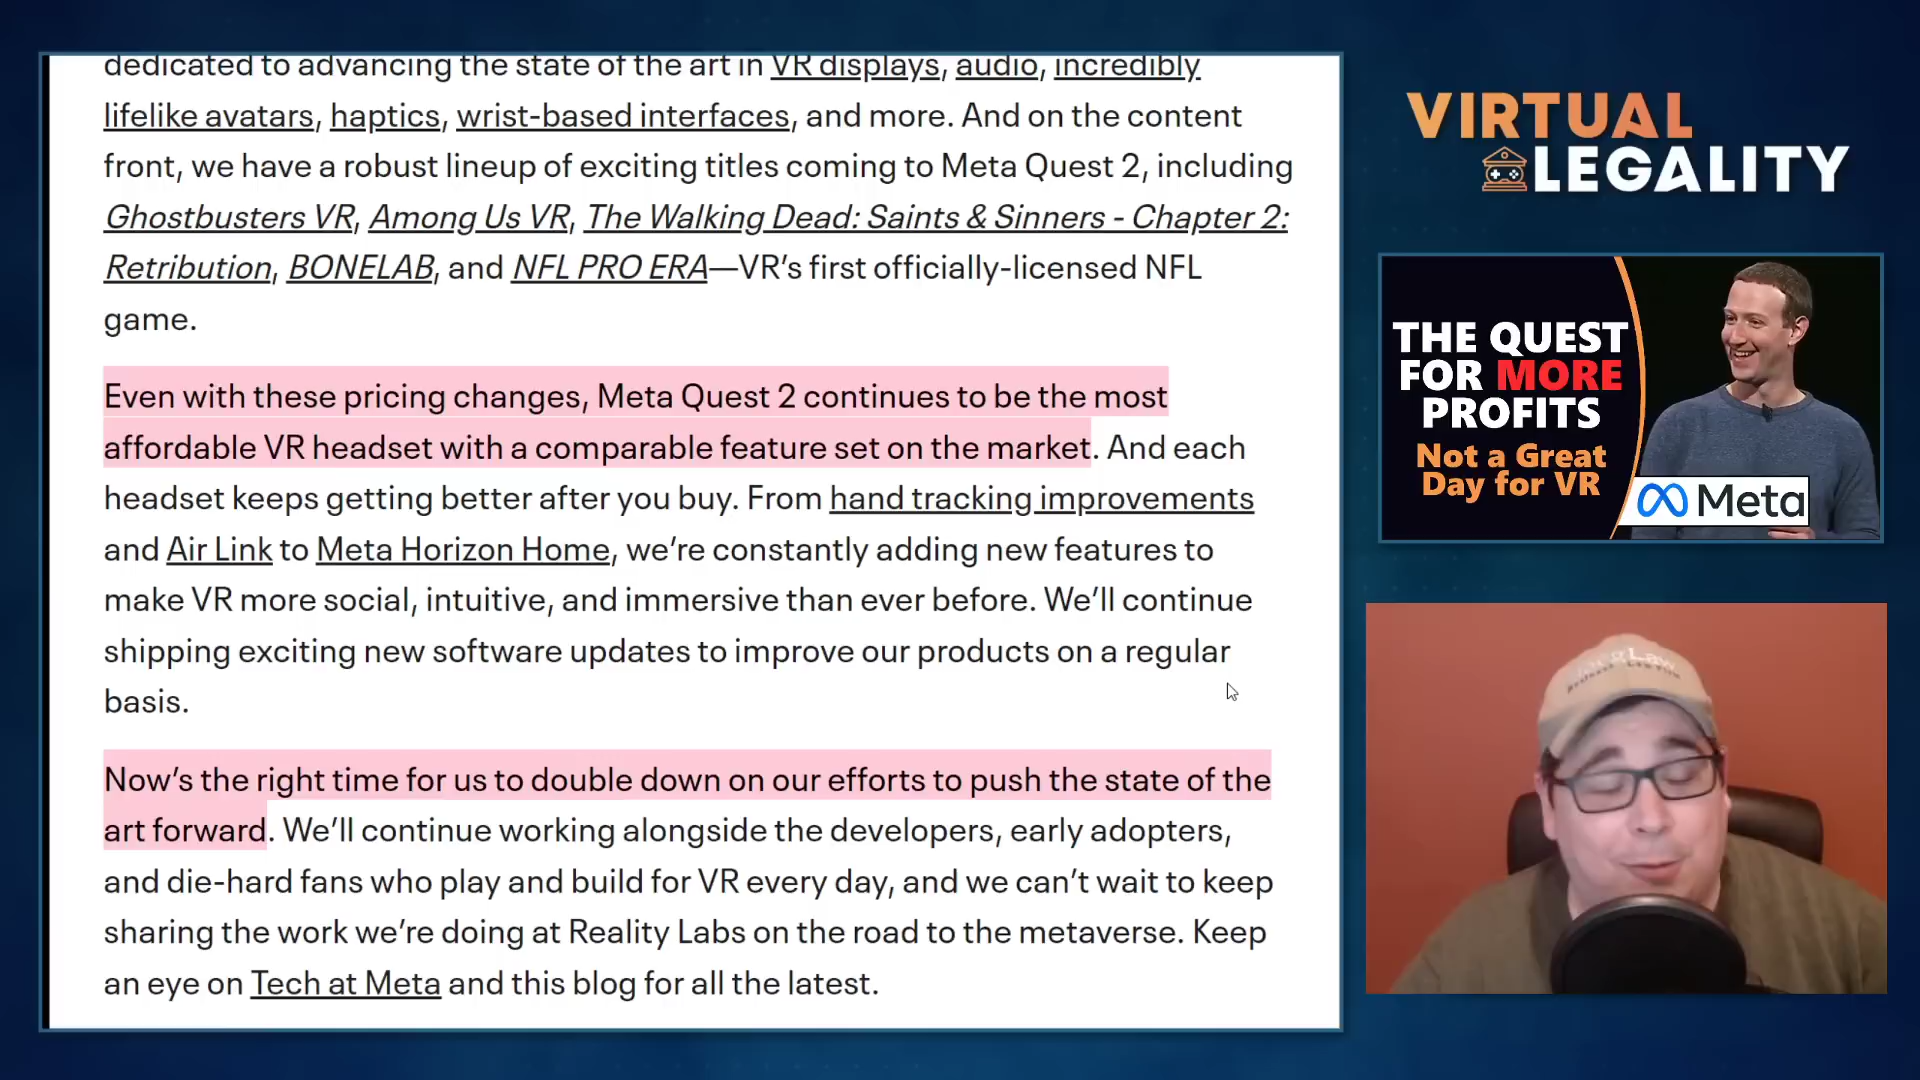 dedicated to advancing the state of the art in VR displays, audio, incredibly
lifelike avatars, haptics, wrist-based interfaces, and more. And on the content
front, we have a robust lineup of exciting titles coming to Meta Quest 2, including
Ghostbusters VR, Among Us VR, The Walking Dead: Saints & Sinners - Chapter 2:
Retribution, BONELAB, and NFL PRO ERA—VR’s first officially-licensed NFL
game.
Even with these pricing changes, Meta Quest 2 continues to be the most
affordable VR headset with a comparable feature set on the market. And each
headset keeps getting better after you buy. From hand tracking improvements
and Air Link to Meta Horizon Home, we’re constantly adding new features to
make VR more social, intuitive, and immersive than ever before. We’ll continue
shipping exciting new software updates to improve our products on a regular
basis.
Now’s the right time for us to double down on our efforts to push the state of the
art forward. We’ll continue working alongside the developers, early adopters,
and die-hard fans who play and build for VR every day, and we can’t wait to keep
sharing the work we’re doing at Reality Labs on the road to the metaverse. Keep
an eye on Tech at Meta and this blog for all the latest.
VIRTUAL
LEGALITY
THE QUEST
FOR MORE
PROFITS
Not a Great
Day for VR
Meta